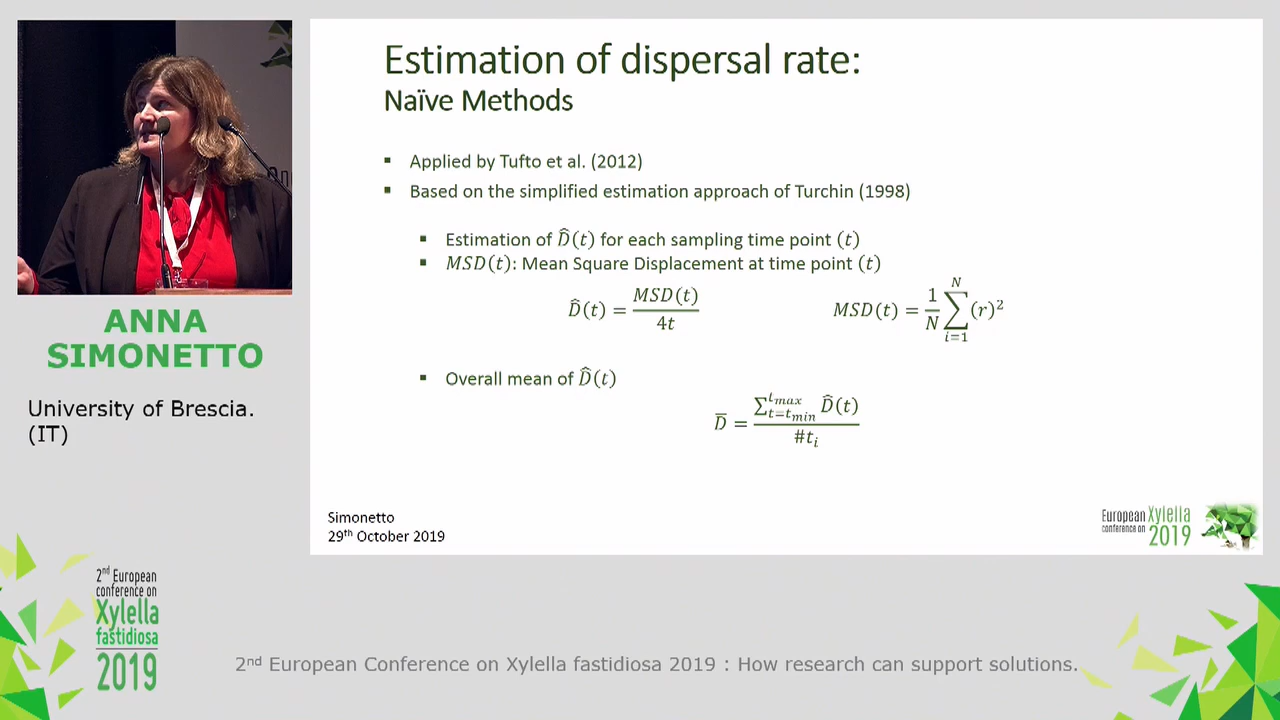 Estimation of dispersal rate:
Naïve Methods
▪ Applied by Tufto et al. (2012)
▪ Based on the simplified estimation approach of Turchin (1998)
▪ Estimation of D̂(t) for each sampling time point (t)
▪ MSD(t): Mean Square Displacement at time point (t)
D̂(t) = MSD(t) / 4t
MSD(t) = 1/N ∑_{i=1}^{N} (r)²
▪ Overall mean of D̂(t)
D̅ = ∑_{t=t_min}^{t_max} D̂(t) / #t_i
Simonetto
29th October 2019
European Xylella
conference on 2019
ANNA
SIMONETTO
University of Brescia.
(IT)
2nd European
conference on
Xylella
fastidiosa
2019
2nd European Conference on Xylella fastidiosa 2019 : How research can support solutions.